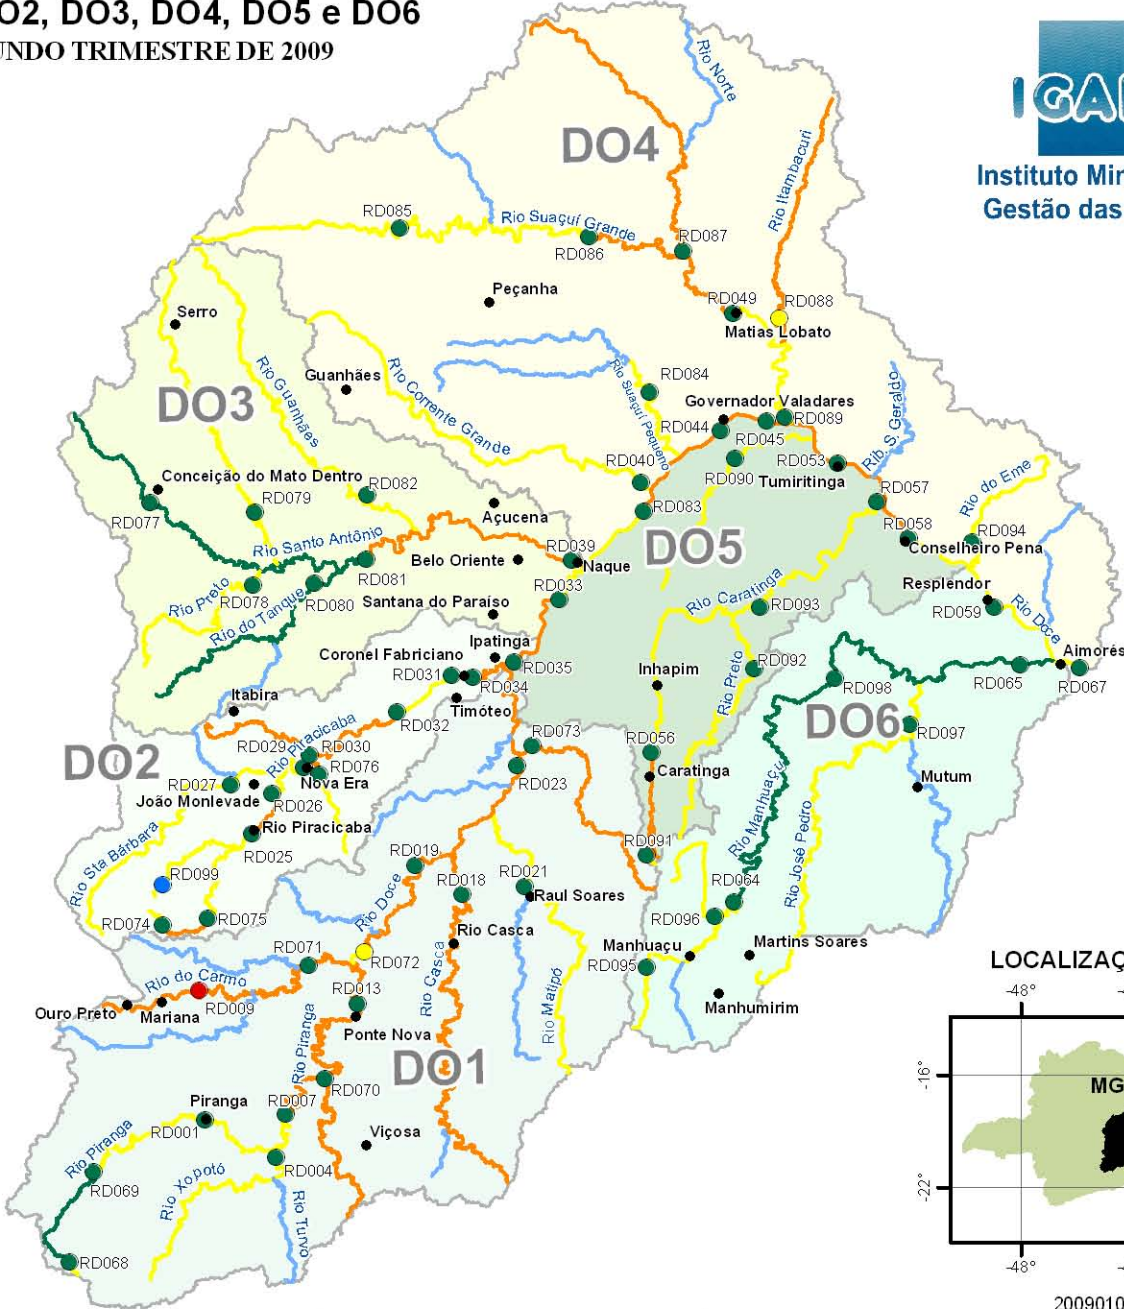 DO2, DO3, DO4, DO5 e DO6
UNDO TRIMESTRE DE 2009
IGA
Instituto Min
Gestão das
Rio Norte
DO4
Rio Itambacuri
RD085
Rio Suaçuí Grande
RD086
RD087
Peçanha
RD049
RD088
Matias Lobato
Serro
Guanhães
Rio Guanhães
Rio Corrente Grande
DO3
Rio Suaçuí Pequeno
RD084
Governador Valadares
RD044
RD089
RD045
Rib. S. Geraldo
RD040
RD090
RD053
Tumiritinga
Conceição do Mato Dentro
RD082
RD079
RD077
Açucena
RD083
RD057
Rio do Eme
RD058
RD094
Conselheiro Pena
Rio Santo Antônio
RD039
Naque
Belo Oriente
DO5
RD081
RD033
Rio Preto
RD078
RD080
Santana do Paraíso
Rio do Tanque
Rio Caratinga
RD093
Resplendor
RD059
Rio Doce
Aimorés
Ipatinga
Coronel Fabriciano
RD035
RD031
RD034
Timóteo
Inhapim
RD092
Rio Preto
RD098
RD065
RD067
Itabira
RD032
DO6
RD097
DO2
RD029
Rio Piracicaba
RD030
RD073
RD056
RD076
Nova Era
RD023
Caratinga
RD027
João Monlevade
RD026
Mutum
Rio Piracicaba
RD025
Rio Manhuaçu
Rio José Pedro
Rio Sta Bárbara
RD099
RD019
RD091
RD018
RD021
Raul Soares
RD064
RD074
RD075
Rio Doce
RD096
Rio Casca
RD071
RD072
Rio Casca
Manhuaçu
Martins Soares
RD095
Rio do Carmo
Ouro Preto
Mariana
RD009
RD013
Ponte Nova
Rio Matipó
Manhumirim
Rio Piranga
DO1
RD070
Piranga
RD007
RD001
Viçosa
Rio Piranga
RD004
RD069
Rio Xopotó
Rio Turvo
RD068
LOCALIZAÇ
-48°
-16°
MG
-22°
-48°
2009010